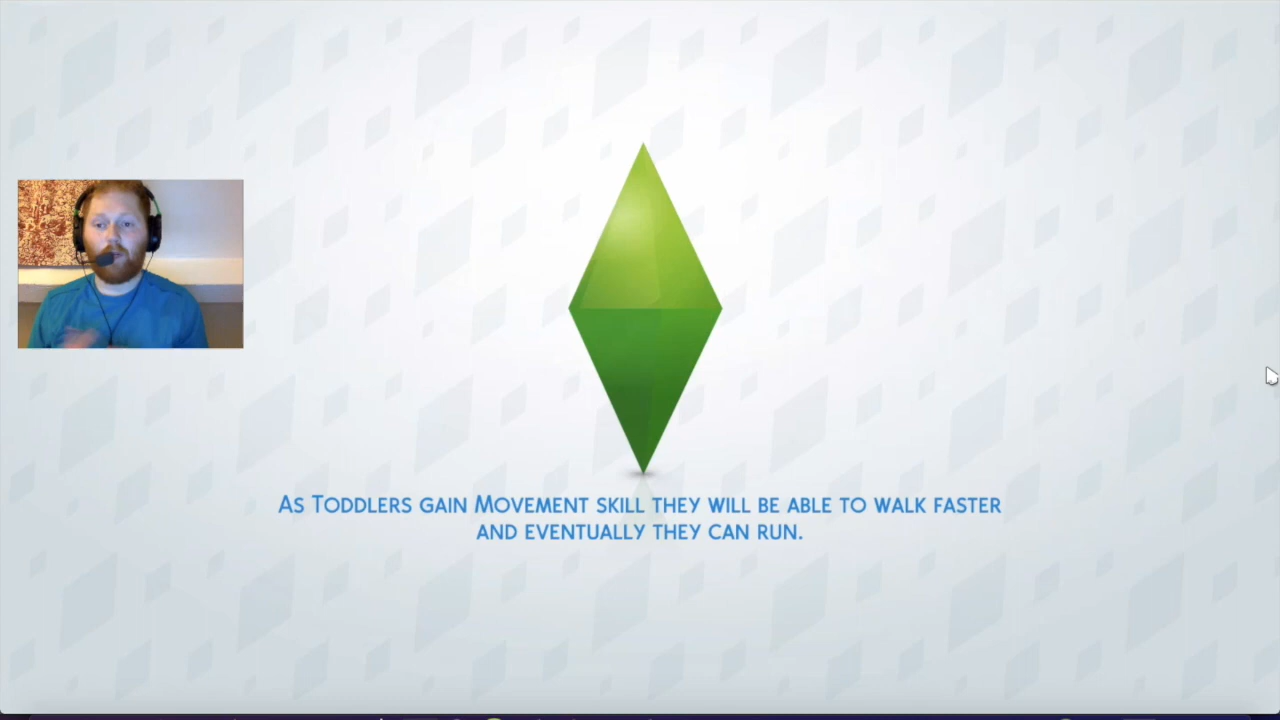 As Toddlers gain Movement skill they will be able to walk faster
and eventually they can run.